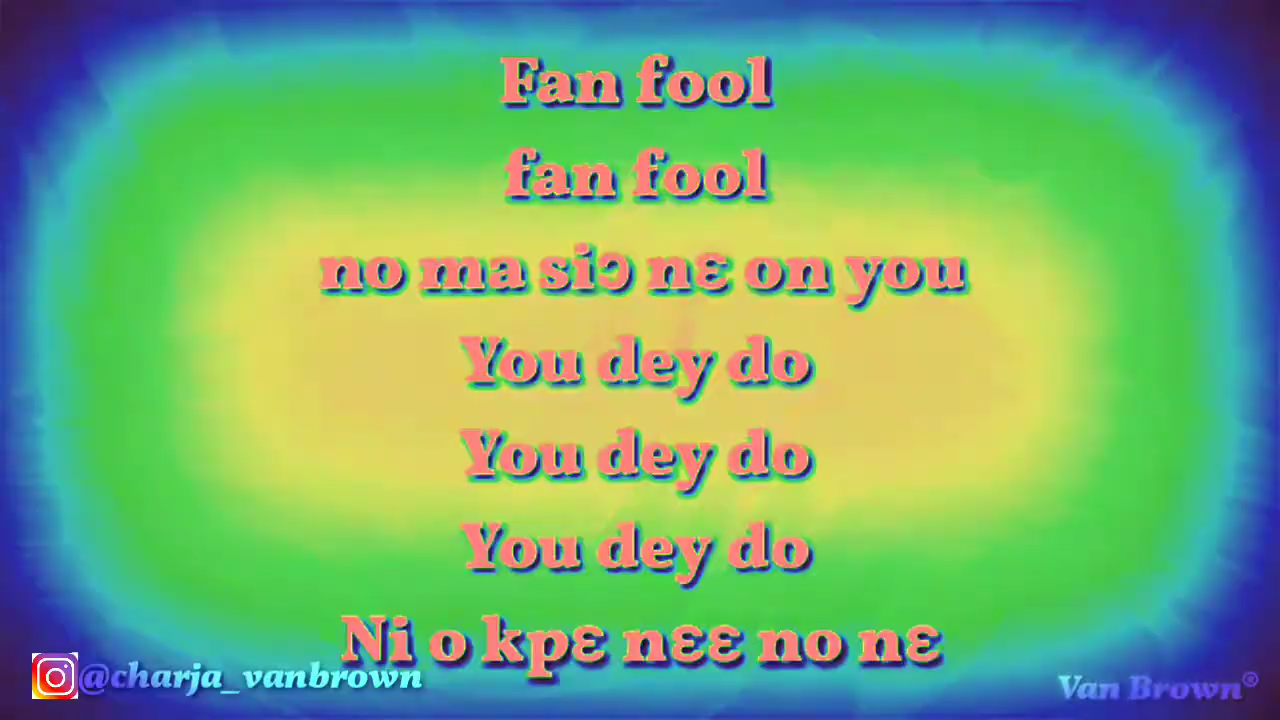 Fan fool
fan fool
no ma siɔ nɛ on you
You dey do
You dey do
You dey do
Ni o kpɛ nɛɛ no nɛ
@charja_vanbrown
Van Brown®